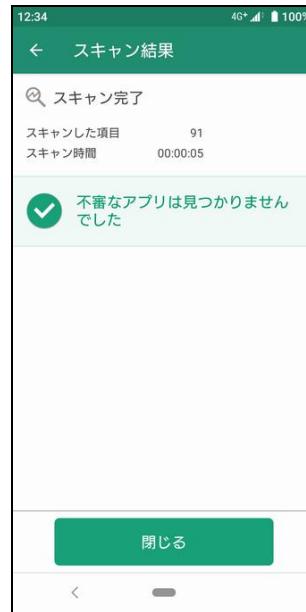 12:34 4G+ 100%
スキャン結果
スキャン完了
スキャンした項目 91
スキャン時間 00:00:05
不審なアプリは見つかりません
でした
閉じる